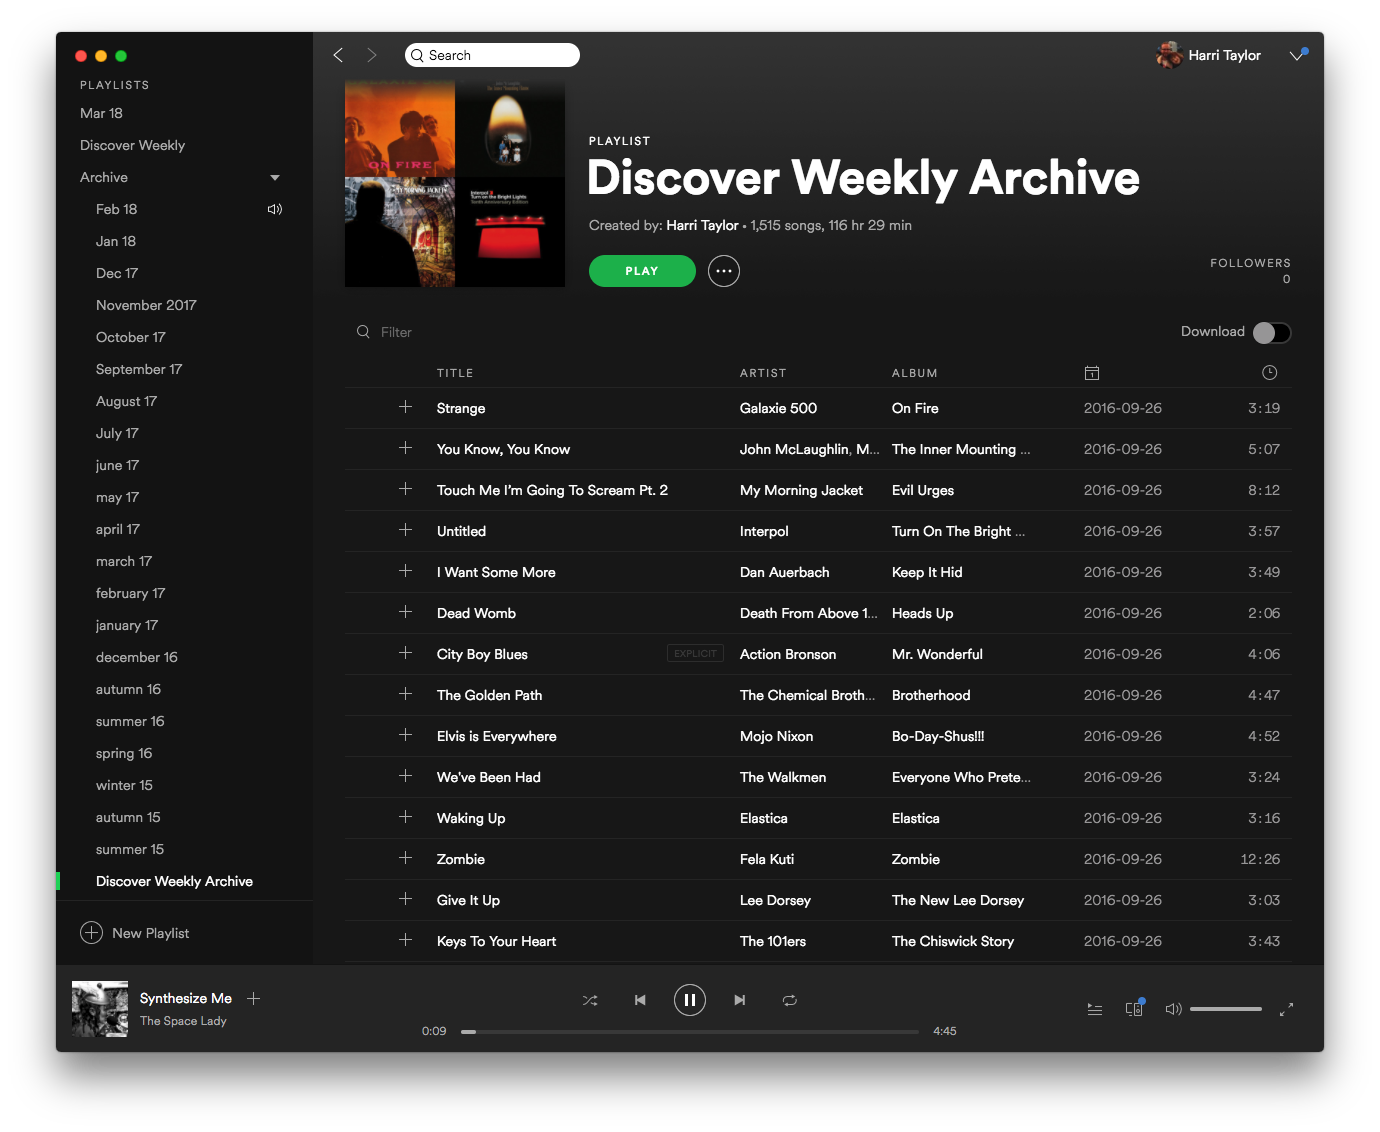 PLAYLISTS
Mar 18
Discover Weekly
Archive
Feb 18
Jan 18
Dec 17
November 2017
October 17
September 17
August 17
July 17
june 17
may 17
april 17
march 17
february 17
january 17
december 16
autumn 16
summer 16
spring 16
winter 15
autumn 15
summer 15
Discover Weekly Archive
New Playlist
Search
Harri Taylor
ON FIRE
MY MORNING JACKET
Interpol
Turn on the Bright Lights
Tenth Anniversary Edition
PLAYLIST
Discover Weekly Archive
Created by: Harri Taylor • 1,515 songs, 116 hr 29 min
PLAY
FOLLOWERS
0
Filter
Download
TITLE ARTIST ALBUM
Strange Galaxie 500 On Fire 2016-09-26 3:19
You Know, You Know John McLaughlin, M... The Inner Mounting ... 2016-09-26 5:07
Touch Me I'm Going To Scream Pt. 2 My Morning Jacket Evil Urges 2016-09-26 8:12
Untitled Interpol Turn On The Bright ... 2016-09-26 3:57
I Want Some More Dan Auerbach Keep It Hid 2016-09-26 3:49
Dead Womb Death From Above 1... Heads Up 2016-09-26 2:06
City Boy Blues EXPLICIT Action Bronson Mr. Wonderful 2016-09-26 4:06
The Golden Path The Chemical Broth... Brotherhood 2016-09-26 4:47
Elvis is Everywhere Mojo Nixon Bo-Day-Shus!!! 2016-09-26 4:52
We've Been Had The Walkmen Everyone Who Prete... 2016-09-26 3:24
Waking Up Elastica Elastica 2016-09-26 3:16
Zombie Fela Kuti Zombie 2016-09-26 12:26
Give It Up Lee Dorsey The New Lee Dorsey 2016-09-26 3:03
Keys To Your Heart The 101ers The Chiswick Story 2016-09-26 3:43
Synthesize Me
The Space Lady
0:09
4:45